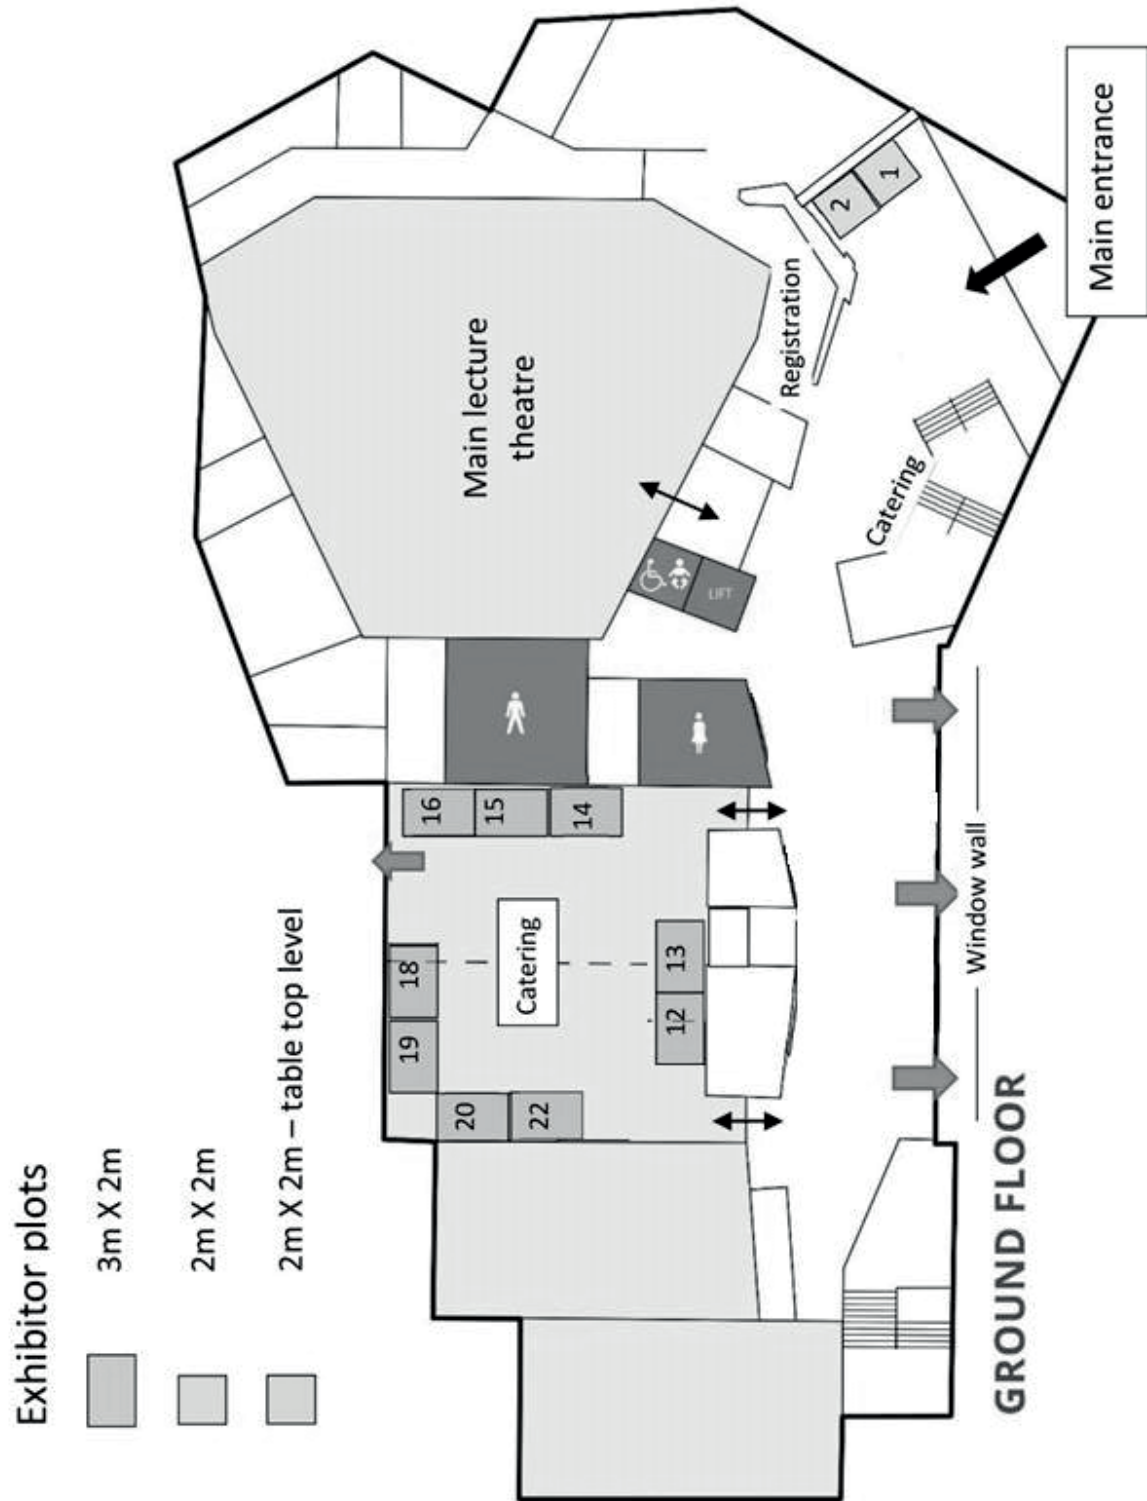 Exhibitor plots
3m X 2m
2m X 2m
2m X 2m – table top level
Main lecture
theatre
Registration
Catering
LIFT
Main entrance
1
2
16
15
14
18
19
Catering
13
12
20
22
Window wall
GROUND FLOOR